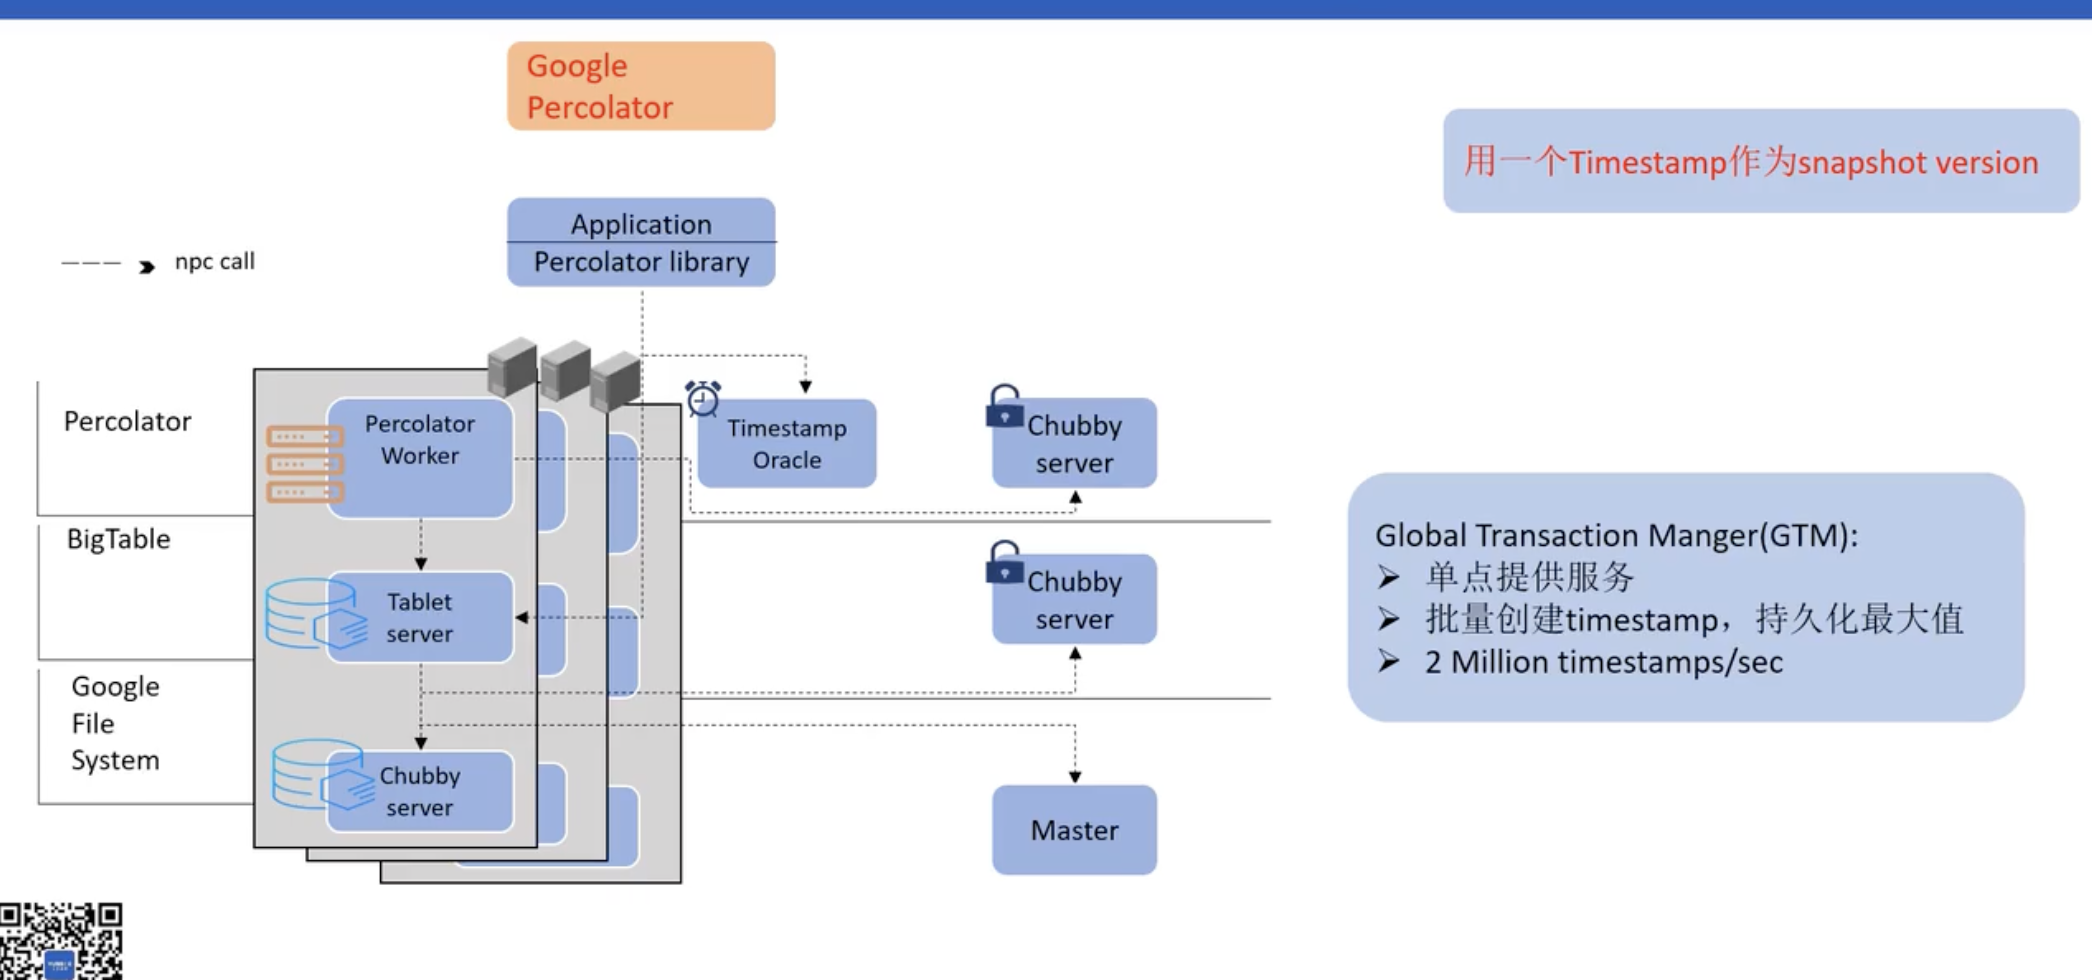 Google
Percolator
用一个Timestamp作为snapshot version
Application
Percolator library
npc call
Percolator
Percolator
Worker
Timestamp
Oracle
Chubby
server
BigTable
Tablet
server
Chubby
server
Google
File
System
Chubby
server
Master
Global Transaction Manger(GTM):
➢ 单点提供服务
➢ 批量创建timestamp，持久化最大值
➢ 2 Million timestamps/sec